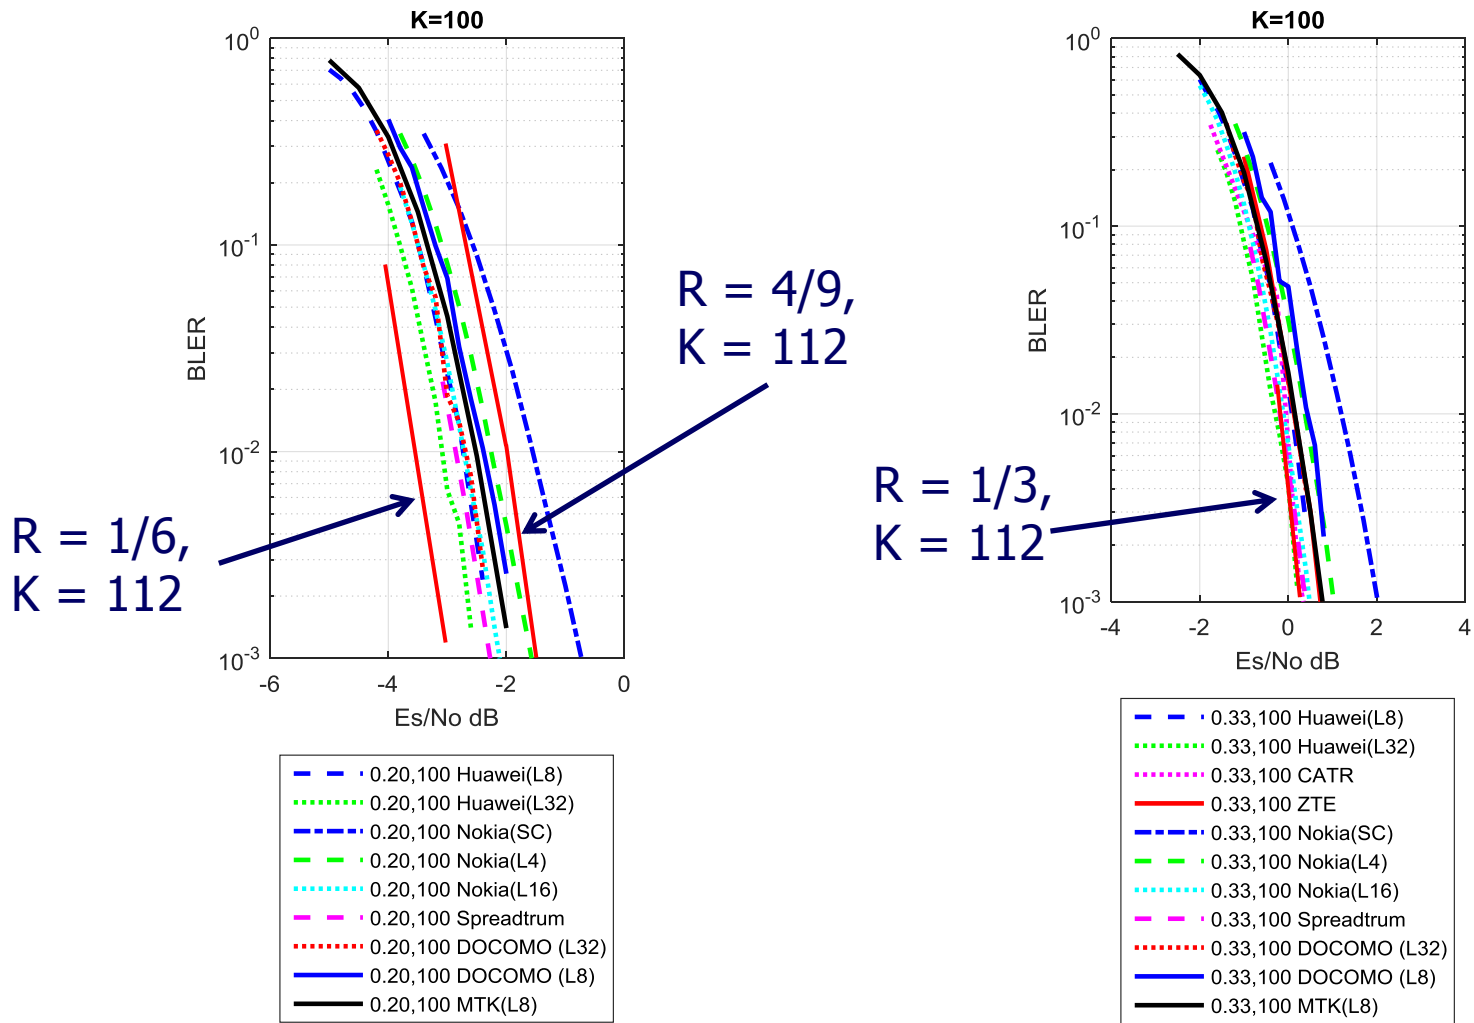 K=100
10^0
10^-1
10^-2
10^-3
BLER
-6 -4 -2 0
Es/No dB
R = 1/6,
K = 112
R = 4/9,
K = 112
0.20,100 Huawei(L8)
0.20,100 Huawei(L32)
0.20,100 Nokia(SC)
0.20,100 Nokia(L4)
0.20,100 Nokia(L16)
0.20,100 Spreadtrum
0.20,100 DOCOMO (L32)
0.20,100 DOCOMO (L8)
0.20,100 MTK(L8)
K=100
10^0
10^-1
10^-2
10^-3
BLER
-4 -2 0 2 4
Es/No dB
R = 1/3,
K = 112
0.33,100 Huawei(L8)
0.33,100 Huawei(L32)
0.33,100 CATR
0.33,100 ZTE
0.33,100 Nokia(SC)
0.33,100 Nokia(L4)
0.33,100 Nokia(L16)
0.33,100 Spreadtrum
0.33,100 DOCOMO (L32)
0.33,100 DOCOMO (L8)
0.33,100 MTK(L8)